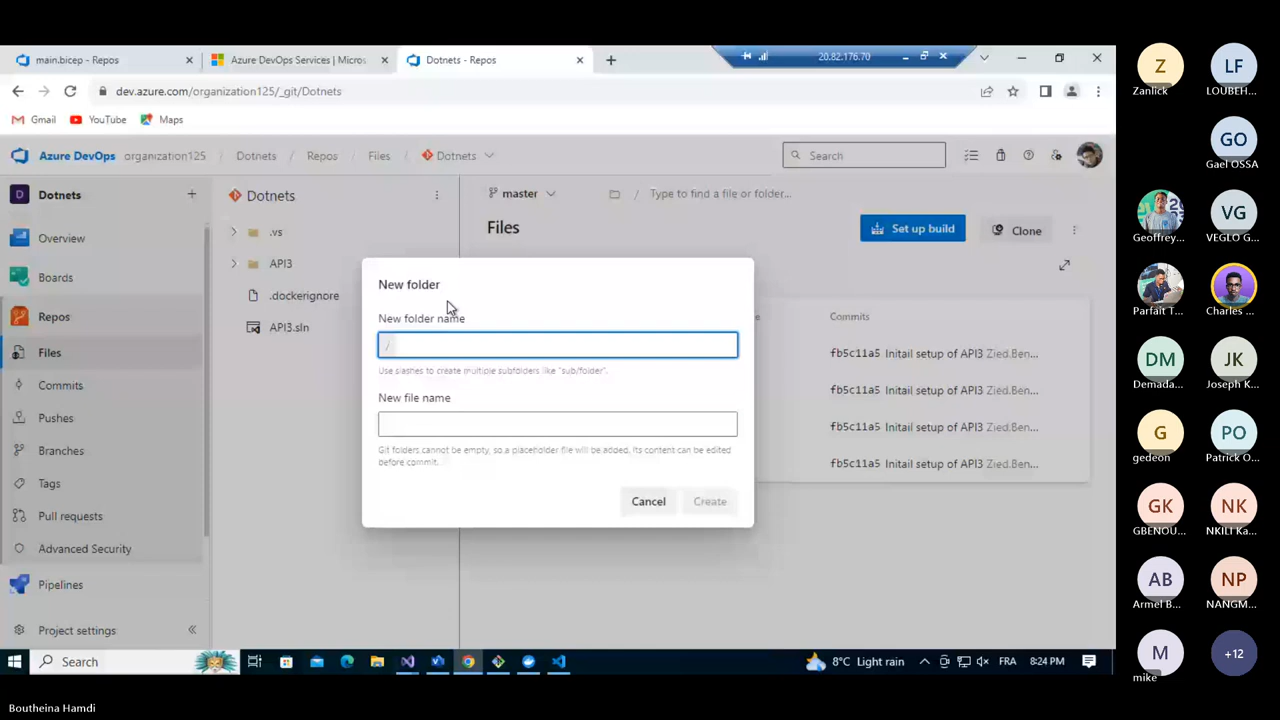 main.bicep - Repos
Azure DevOps Services | Micros
Dotnets - Repos
20.82.176.70
dev.azure.com/organization125/_git/Dotnets
Gmail
YouTube
Maps
Azure DevOps
organization125
Dotnets
/
Repos
/
Files
/
Dotnets
Search
D
Dotnets
Overview
Boards
Repos
Files
Commits
Pushes
Branches
Tags
Pull requests
Advanced Security
Pipelines
Project settings
Dotnets
.vs
API3
.dockerignore
API3.sln
master
/
Type to find a file or folder...
Files
Set up build
Clone
Commits
fb5c11a5 Initail setup of API3 Zied.Ben...
fb5c11a5 Initail setup of API3 Zied.Ben...
fb5c11a5 Initail setup of API3 Zied.Ben...
fb5c11a5 Initail setup of API3 Zied.Ben...
New folder
New folder name
/
Use slashes to create multiple subfolders like "sub/folder".
New file name
Git folders cannot be empty, so a placeholder file will be added. Its content can be edited
before commit.
Cancel
Create
Search
8°C Light rain
FRA
8:24 PM
Boutheina Hamdi
Z
Zanlick
LF
LOUBEH...
GO
Gael OSSA
Geoffrey...
VG
VEGLO G...
Parfait T...
Charles ...
DM
Demada...
JK
Joseph K...
G
gedeon
PO
Patrick O...
GK
GBENOU...
NK
NKILI Ka...
AB
Armel B...
NP
NANGM...
M
mike
+12